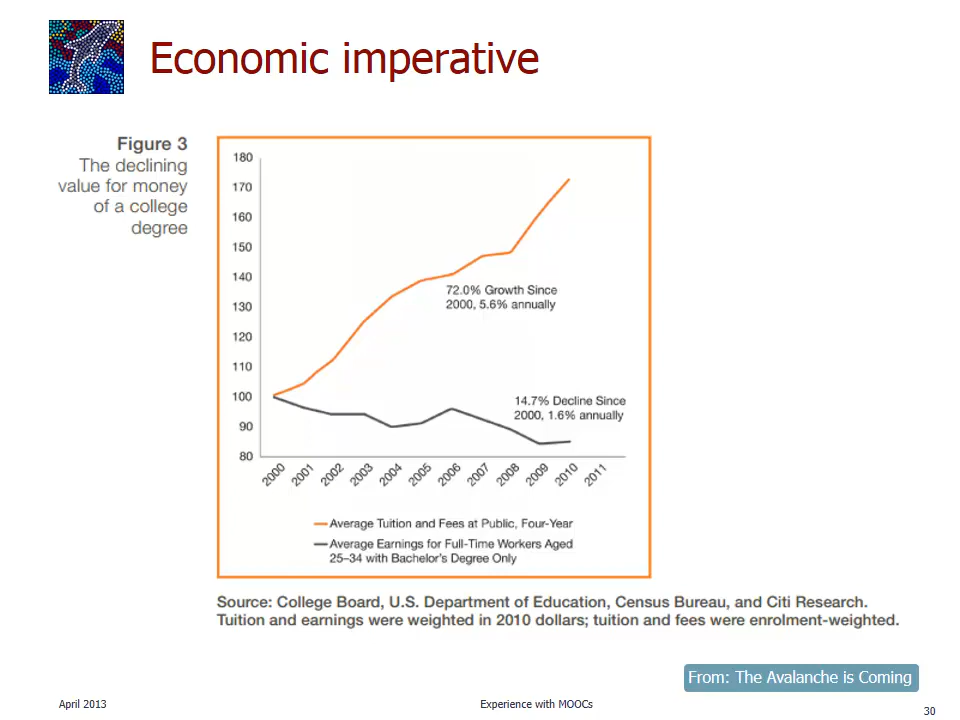 Economic imperative
Figure 3
The declining
value for money
of a college
degree
180
170
160
150
140
130
120
110
100
90
80
72.0% Growth Since
2000, 5.6% annually
14.7% Decline Since
2000, 1.6% annually
2000 2001 2002 2003 2004 2005 2006 2007 2008 2009 2010 2011
Average Tuition and Fees at Public, Four-Year
Average Earnings for Full-Time Workers Aged
25–34 with Bachelor's Degree Only
Source: College Board, U.S. Department of Education, Census Bureau, and Citi Research.
Tuition and earnings were weighted in 2010 dollars; tuition and fees were enrolment-weighted.
From: The Avalanche is Coming
April 2013
Experience with MOOCs
30